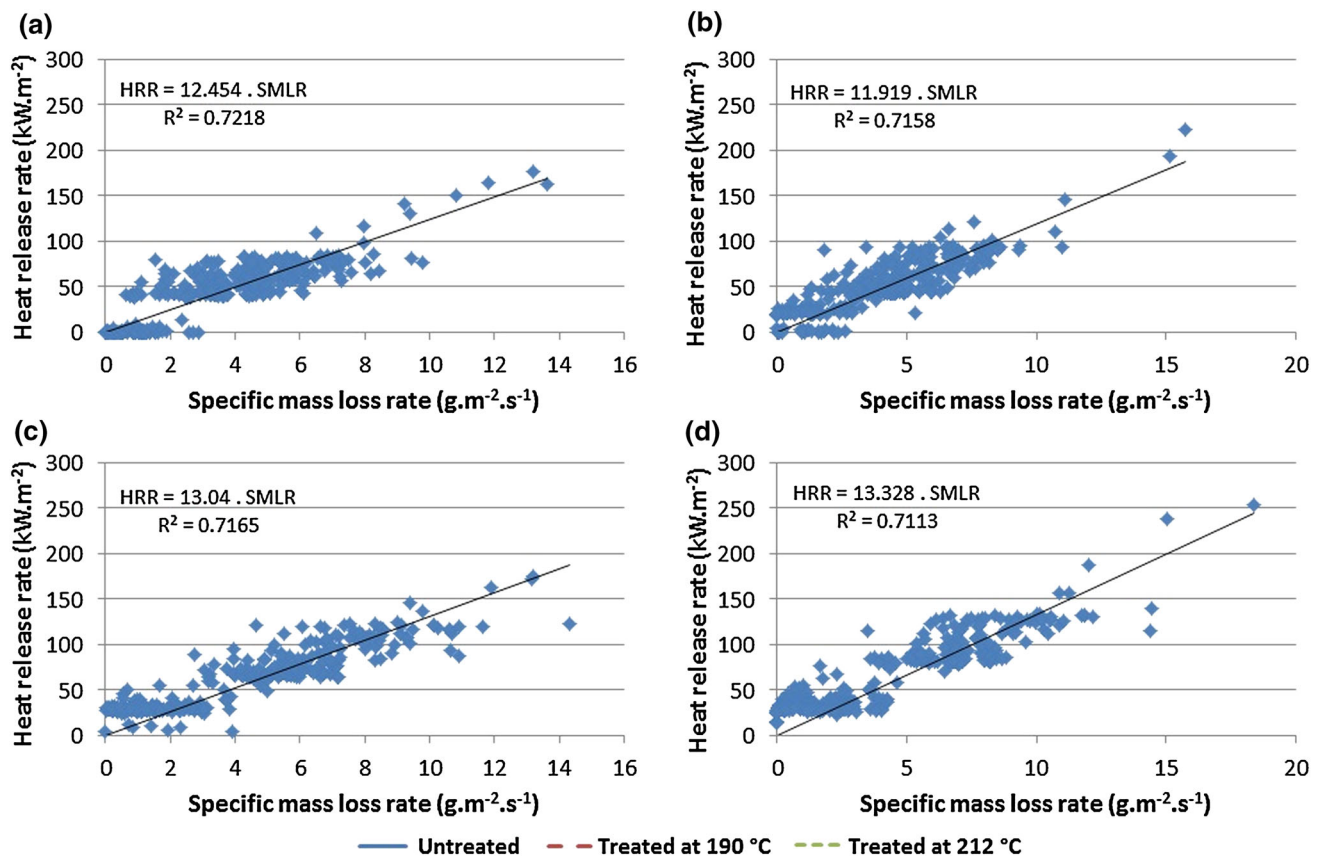 (a)
300
250
200
150
100
50
0
HRR = 12.454 . SMLR
R² = 0.7218
Heat release rate (kW.m⁻²)
0 2 4 6 8 10 12 14 16
Specific mass loss rate (g.m⁻².s⁻¹)
(b)
300
250
200
150
100
50
0
HRR = 11.919 . SMLR
R² = 0.7158
Heat release rate (kW.m⁻²)
0 5 10 15 20
Specific mass loss rate (g.m⁻².s⁻¹)
(c)
300
250
200
150
100
50
0
HRR = 13.04 . SMLR
R² = 0.7165
Heat release rate (kW.m⁻²)
0 2 4 6 8 10 12 14 16
Specific mass loss rate (g.m⁻².s⁻¹)
(d)
300
250
200
150
100
50
0
HRR = 13.328 . SMLR
R² = 0.7113
Heat release rate (kW.m⁻²)
0 5 10 15 20
Specific mass loss rate (g.m⁻².s⁻¹)
Untreated Treated at 190 °C Treated at 212 °C